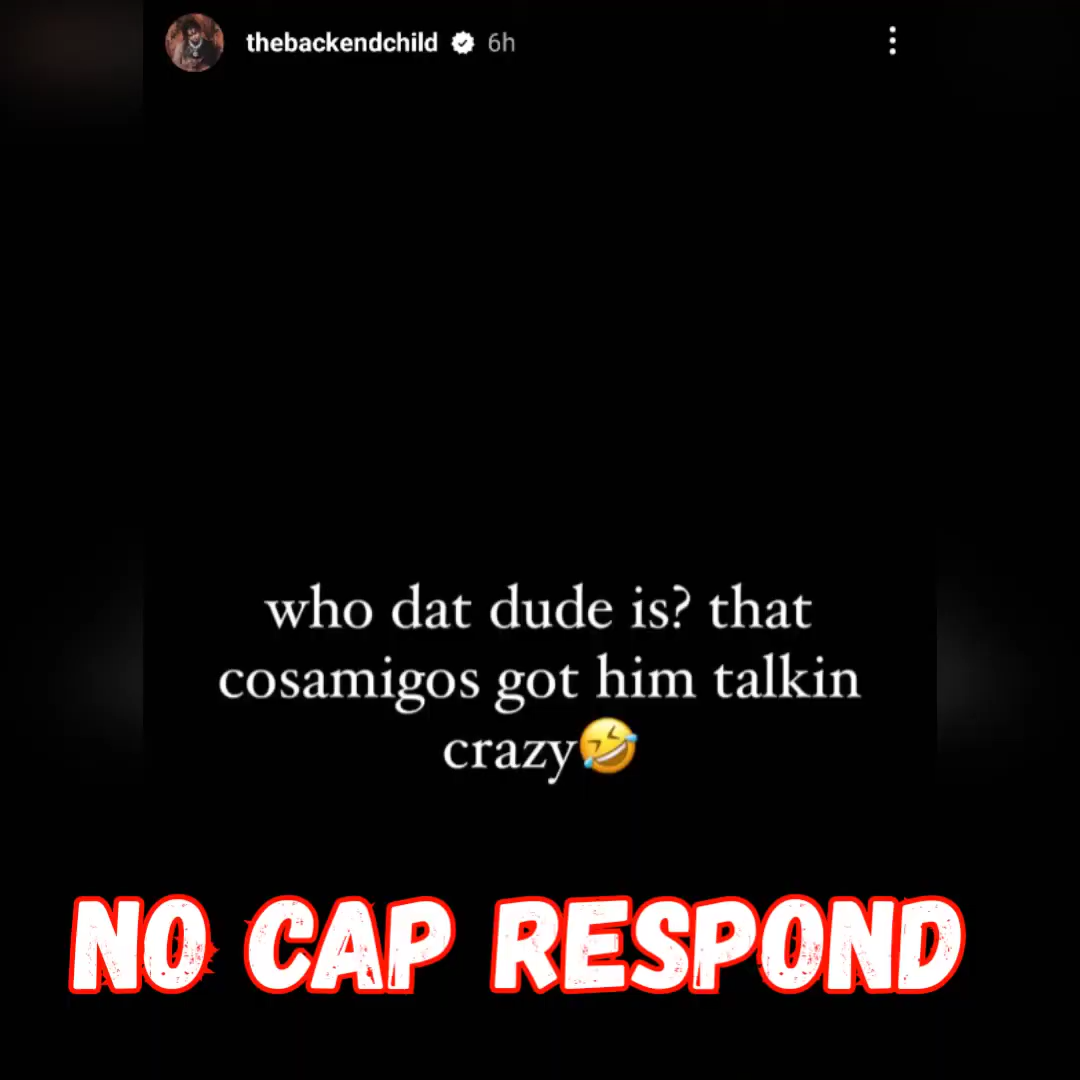 thebackendchild 6h
who dat dude is? that
cosamigos got him talkin
crazy🤣
NO CAP RESPOND